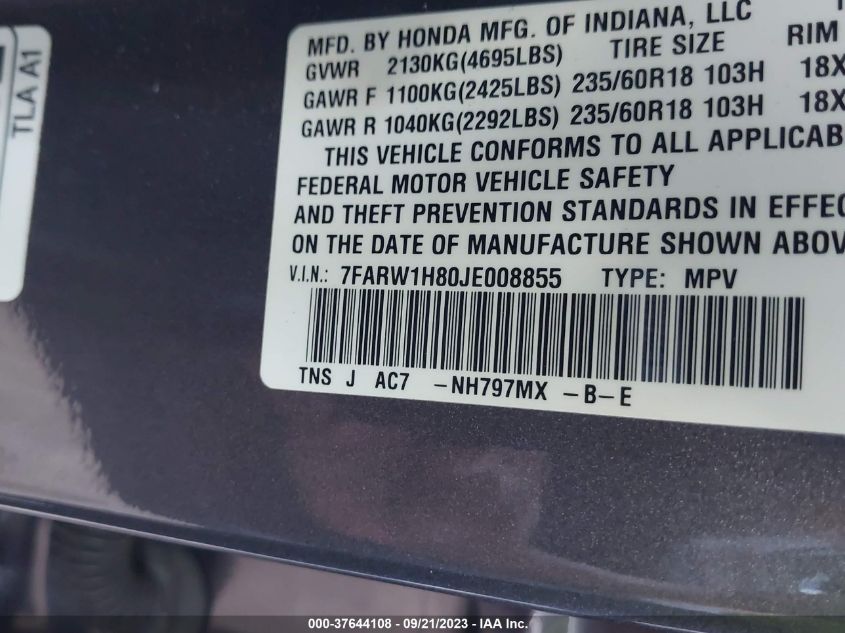 TLA A1
MFD. BY HONDA MFG. OF INDIANA, LLC
GVWR 2130KG(4695LBS) TIRE SIZE RIM
GAWR F 1100KG(2425LBS) 235/60R18 103H 18X
GAWR R 1040KG(2292LBS) 235/60R18 103H 18X
THIS VEHICLE CONFORMS TO ALL APPLICAB
FEDERAL MOTOR VEHICLE SAFETY
AND THEFT PREVENTION STANDARDS IN EFFEC
ON THE DATE OF MANUFACTURE SHOWN ABOV
V.I.N.: 7FARW1H80JE008855 TYPE: MPV
TNS J AC7 -NH797MX -B-E
000-37644108 - 09/21/2023 - IAA Inc.